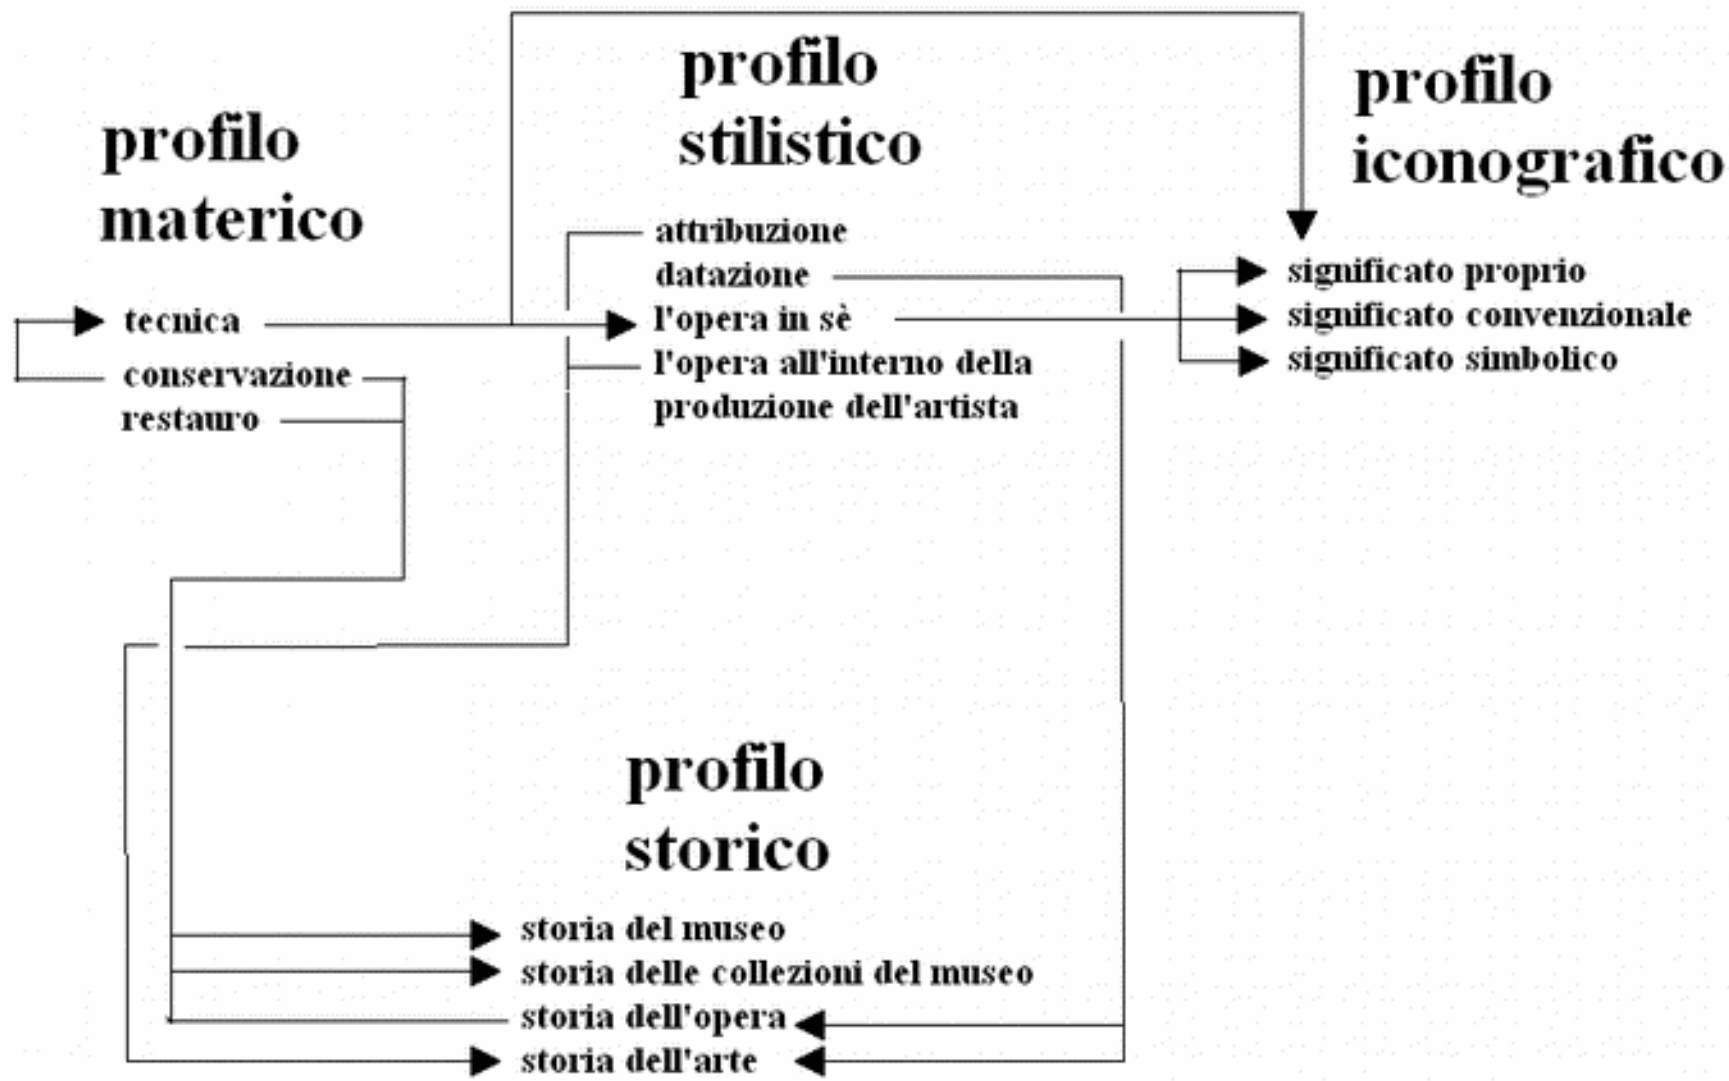 profilo
materico
tecnica
conservazione
restauro
profilo
stilistico
attribuzione
datazione
l'opera in sè
l'opera all'interno della
produzione dell'artista
profilo
iconografico
significato proprio
significato convenzionale
significato simbolico
profilo
storico
storia del museo
storia delle collezioni del museo
storia dell'opera
storia dell'arte